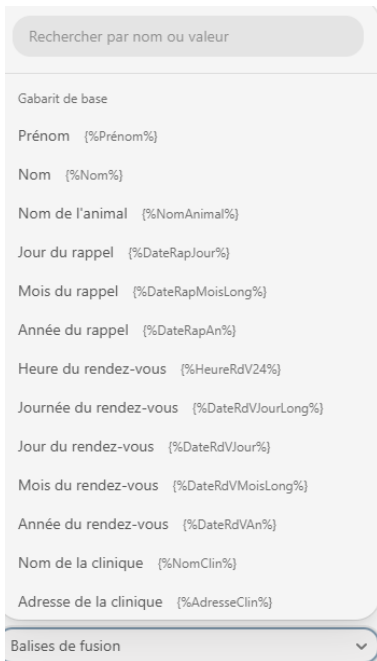 Rechercher par nom ou valeur
Gabarit de base
Prénom {%Prénom%}
Nom {%Nom%}
Nom de l'animal {%NomAnimal%}
Jour du rappel {%DateRapJour%}
Mois du rappel {%DateRapMoisLong%}
Année du rappel {%DateRapAn%}
Heure du rendez-vous {%HeureRdV24%}
Journée du rendez-vous {%DateRdVJourLong%}
Jour du rendez-vous {%DateRdVJour%}
Mois du rendez-vous {%DateRdVMoisLong%}
Année du rendez-vous {%DateRdVAn%}
Nom de la clinique {%NomClin%}
Adresse de la clinique {%AdresseClin%}
Balises de fusion